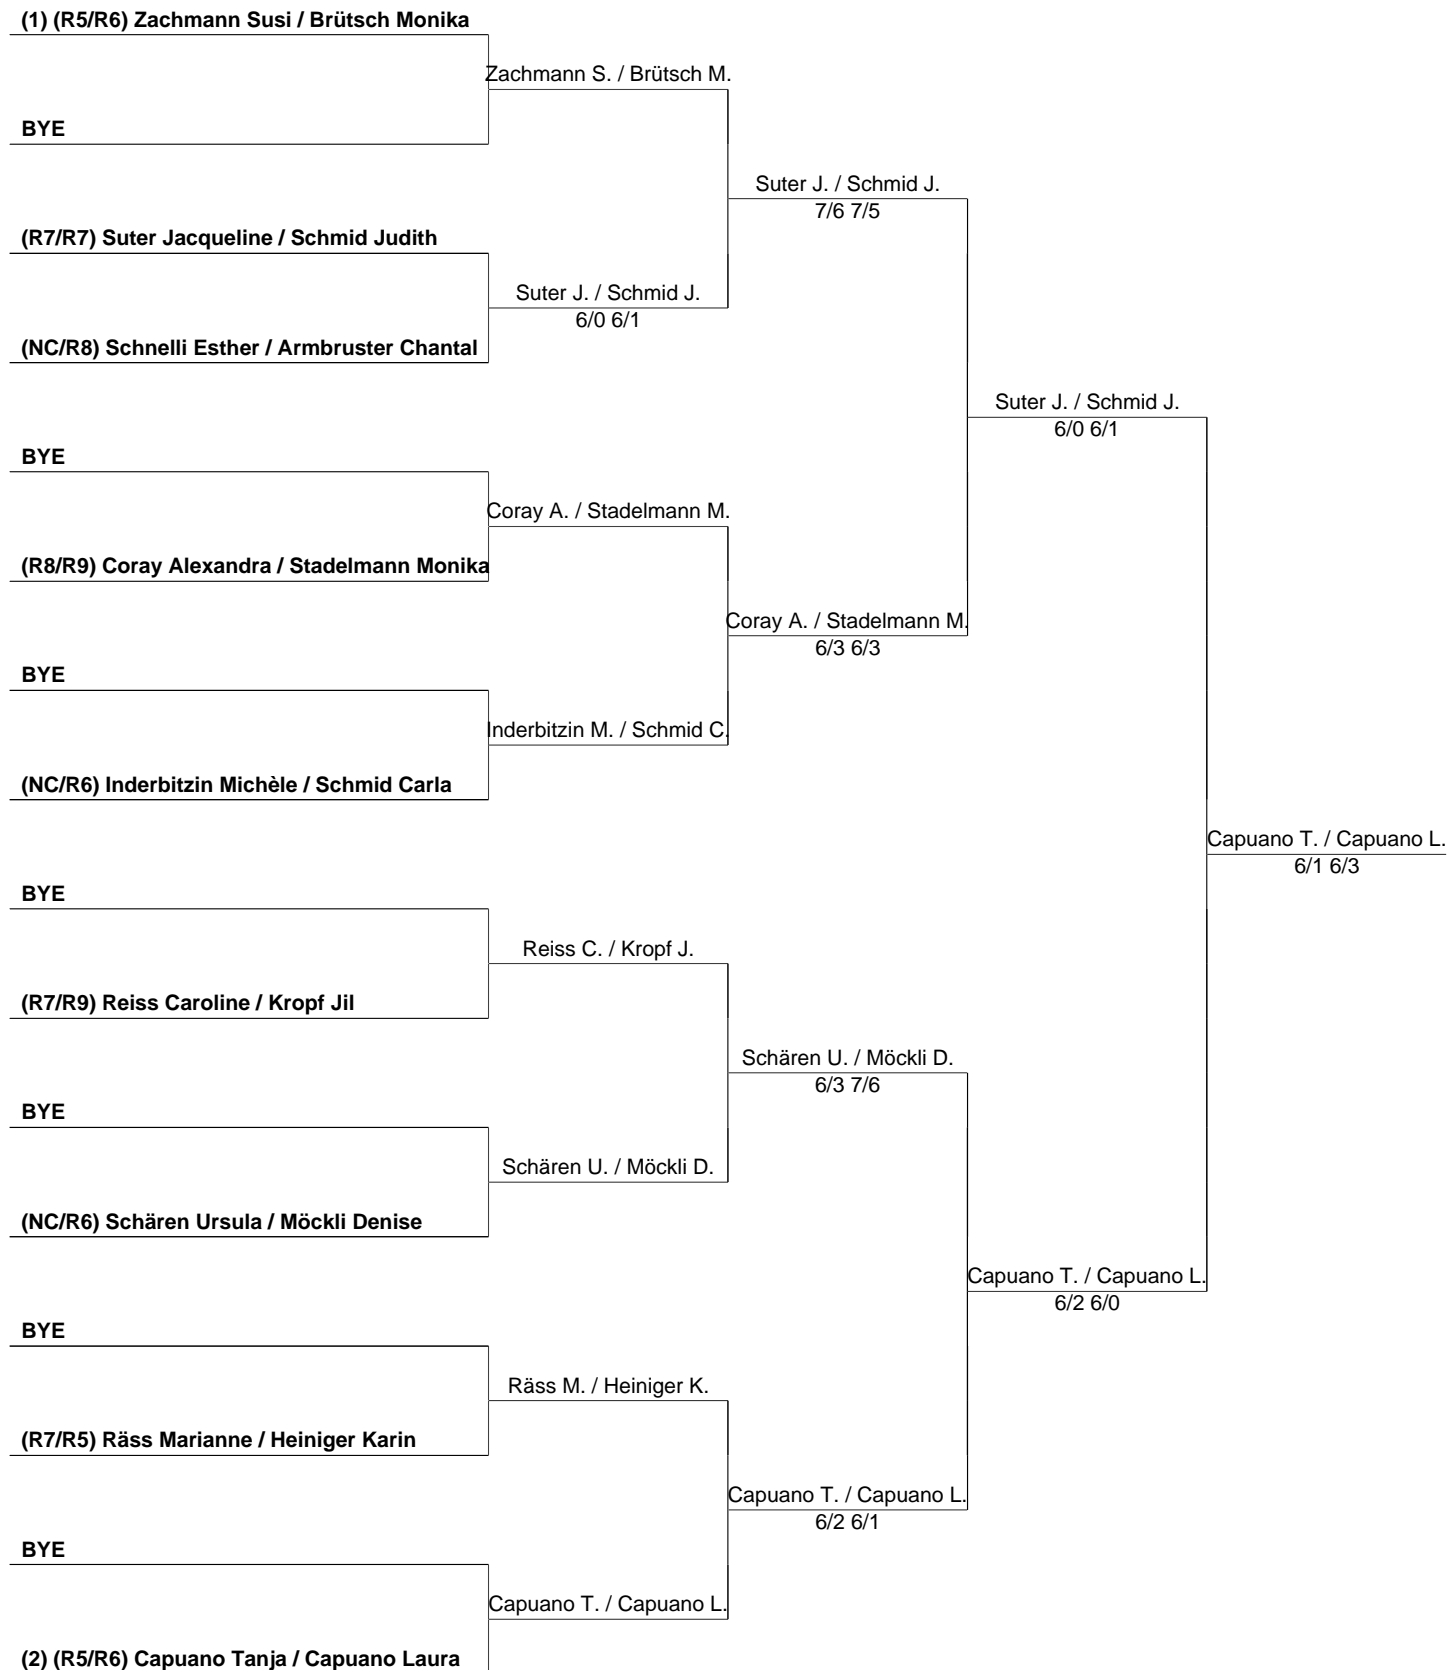 (1) (R5/R6) Zachmann Susi / Brütsch Monika
Zachmann S. / Brütsch M.
BYE
Suter J. / Schmid J.
7/6 7/5
(R7/R7) Suter Jacqueline / Schmid Judith
Suter J. / Schmid J.
6/0 6/1
(NC/R8) Schnelli Esther / Armbruster Chantal
Suter J. / Schmid J.
6/0 6/1
BYE
Coray A. / Stadelmann M.
(R8/R9) Coray Alexandra / Stadelmann Monika
Coray A. / Stadelmann M.
6/3 6/3
BYE
Inderbitzin M. / Schmid C.
(NC/R6) Inderbitzin Michèle / Schmid Carla
Capuano T. / Capuano L.
6/1 6/3
BYE
Reiss C. / Kropf J.
(R7/R9) Reiss Caroline / Kropf Jil
Schären U. / Möckli D.
6/3 7/6
BYE
Schären U. / Möckli D.
(NC/R6) Schären Ursula / Möckli Denise
Capuano T. / Capuano L.
6/2 6/0
BYE
Räss M. / Heiniger K.
(R7/R5) Räss Marianne / Heiniger Karin
Capuano T. / Capuano L.
6/2 6/1
BYE
Capuano T. / Capuano L.
(2) (R5/R6) Capuano Tanja / Capuano Laura